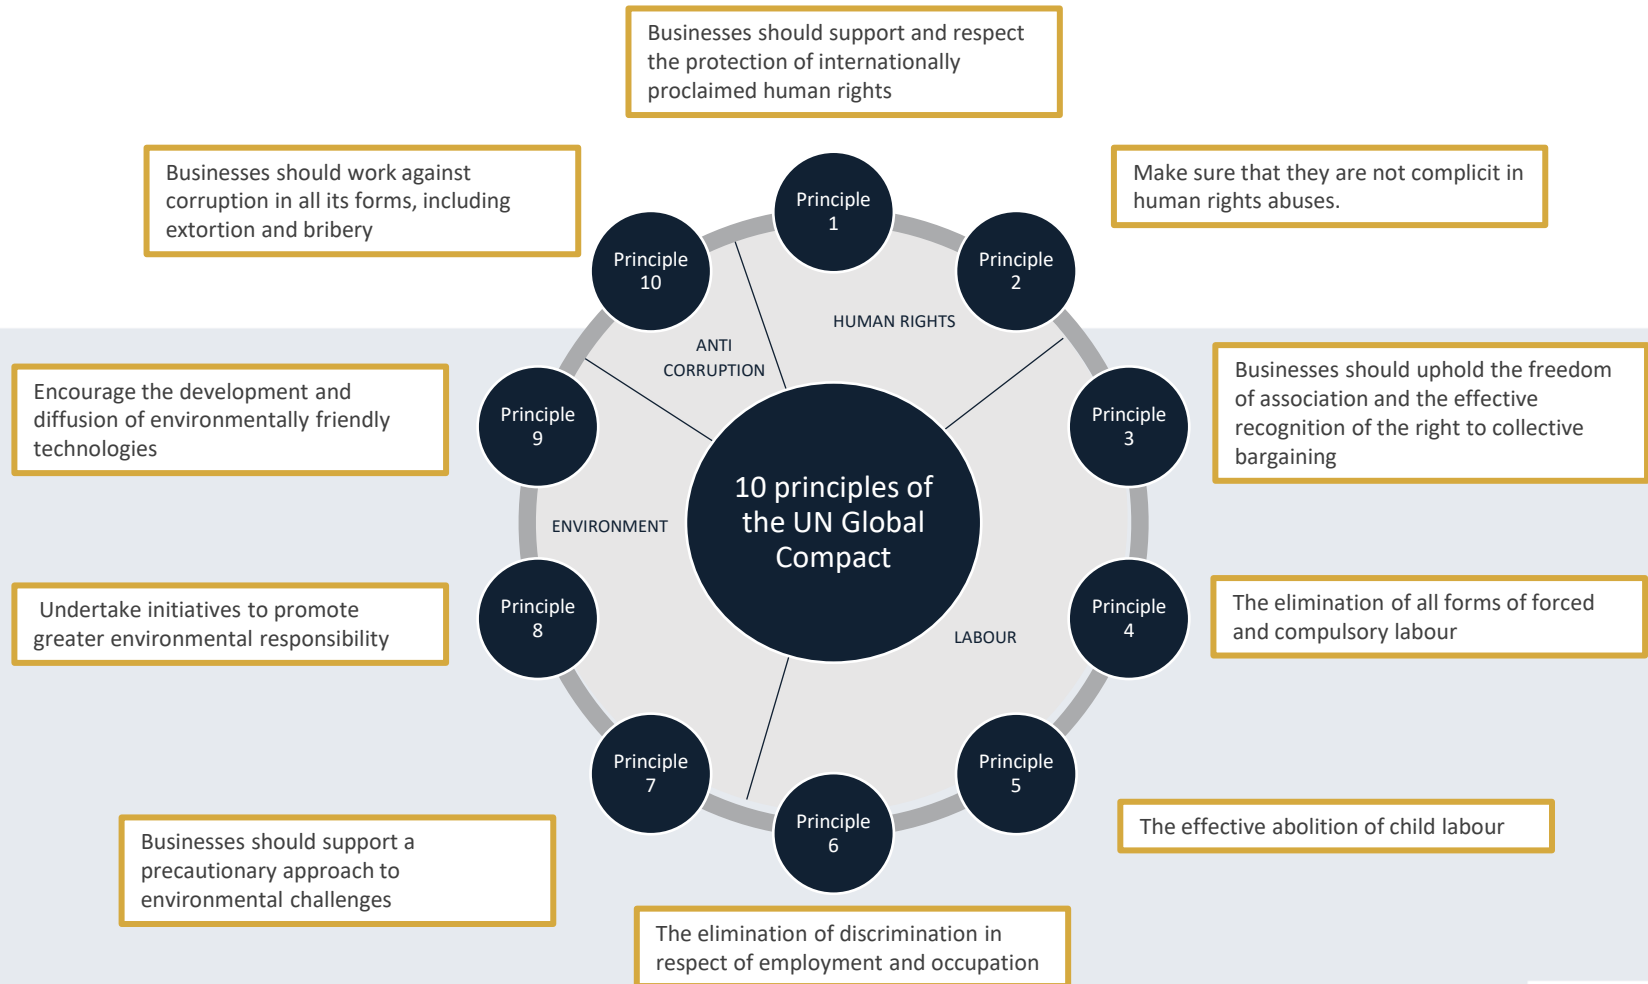 Businesses should support and respect
the protection of internationally
proclaimed human rights
Businesses should work against
corruption in all its forms, including
extortion and bribery
Make sure that they are not complicit in
human rights abuses.
Principle
1
Principle
2
Principle
10
HUMAN RIGHTS
ANTI
CORRUPTION
Encourage the development and
diffusion of environmentally friendly
technologies
Principle
9
Principle
3
Businesses should uphold the freedom
of association and the effective
recognition of the right to collective
bargaining
10 principles of
the UN Global
Compact
ENVIRONMENT
Undertake initiatives to promote
greater environmental responsibility
Principle
8
LABOUR
Principle
4
The elimination of all forms of forced
and compulsory labour
Principle
7
Principle
5
Principle
6
Businesses should support a
precautionary approach to
environmental challenges
The effective abolition of child labour
The elimination of discrimination in
respect of employment and occupation